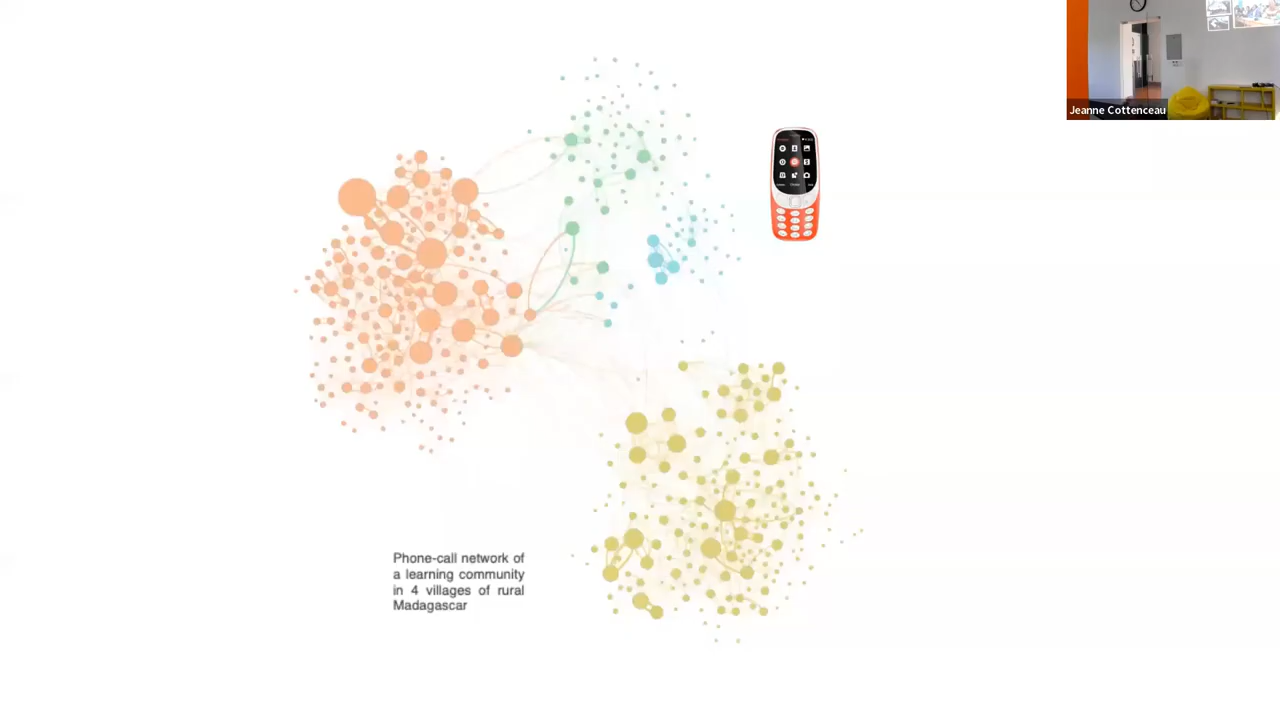 Jeanne Cottenceau
Phone-call network of
a learning community
in 4 villages of rural
Madagascar